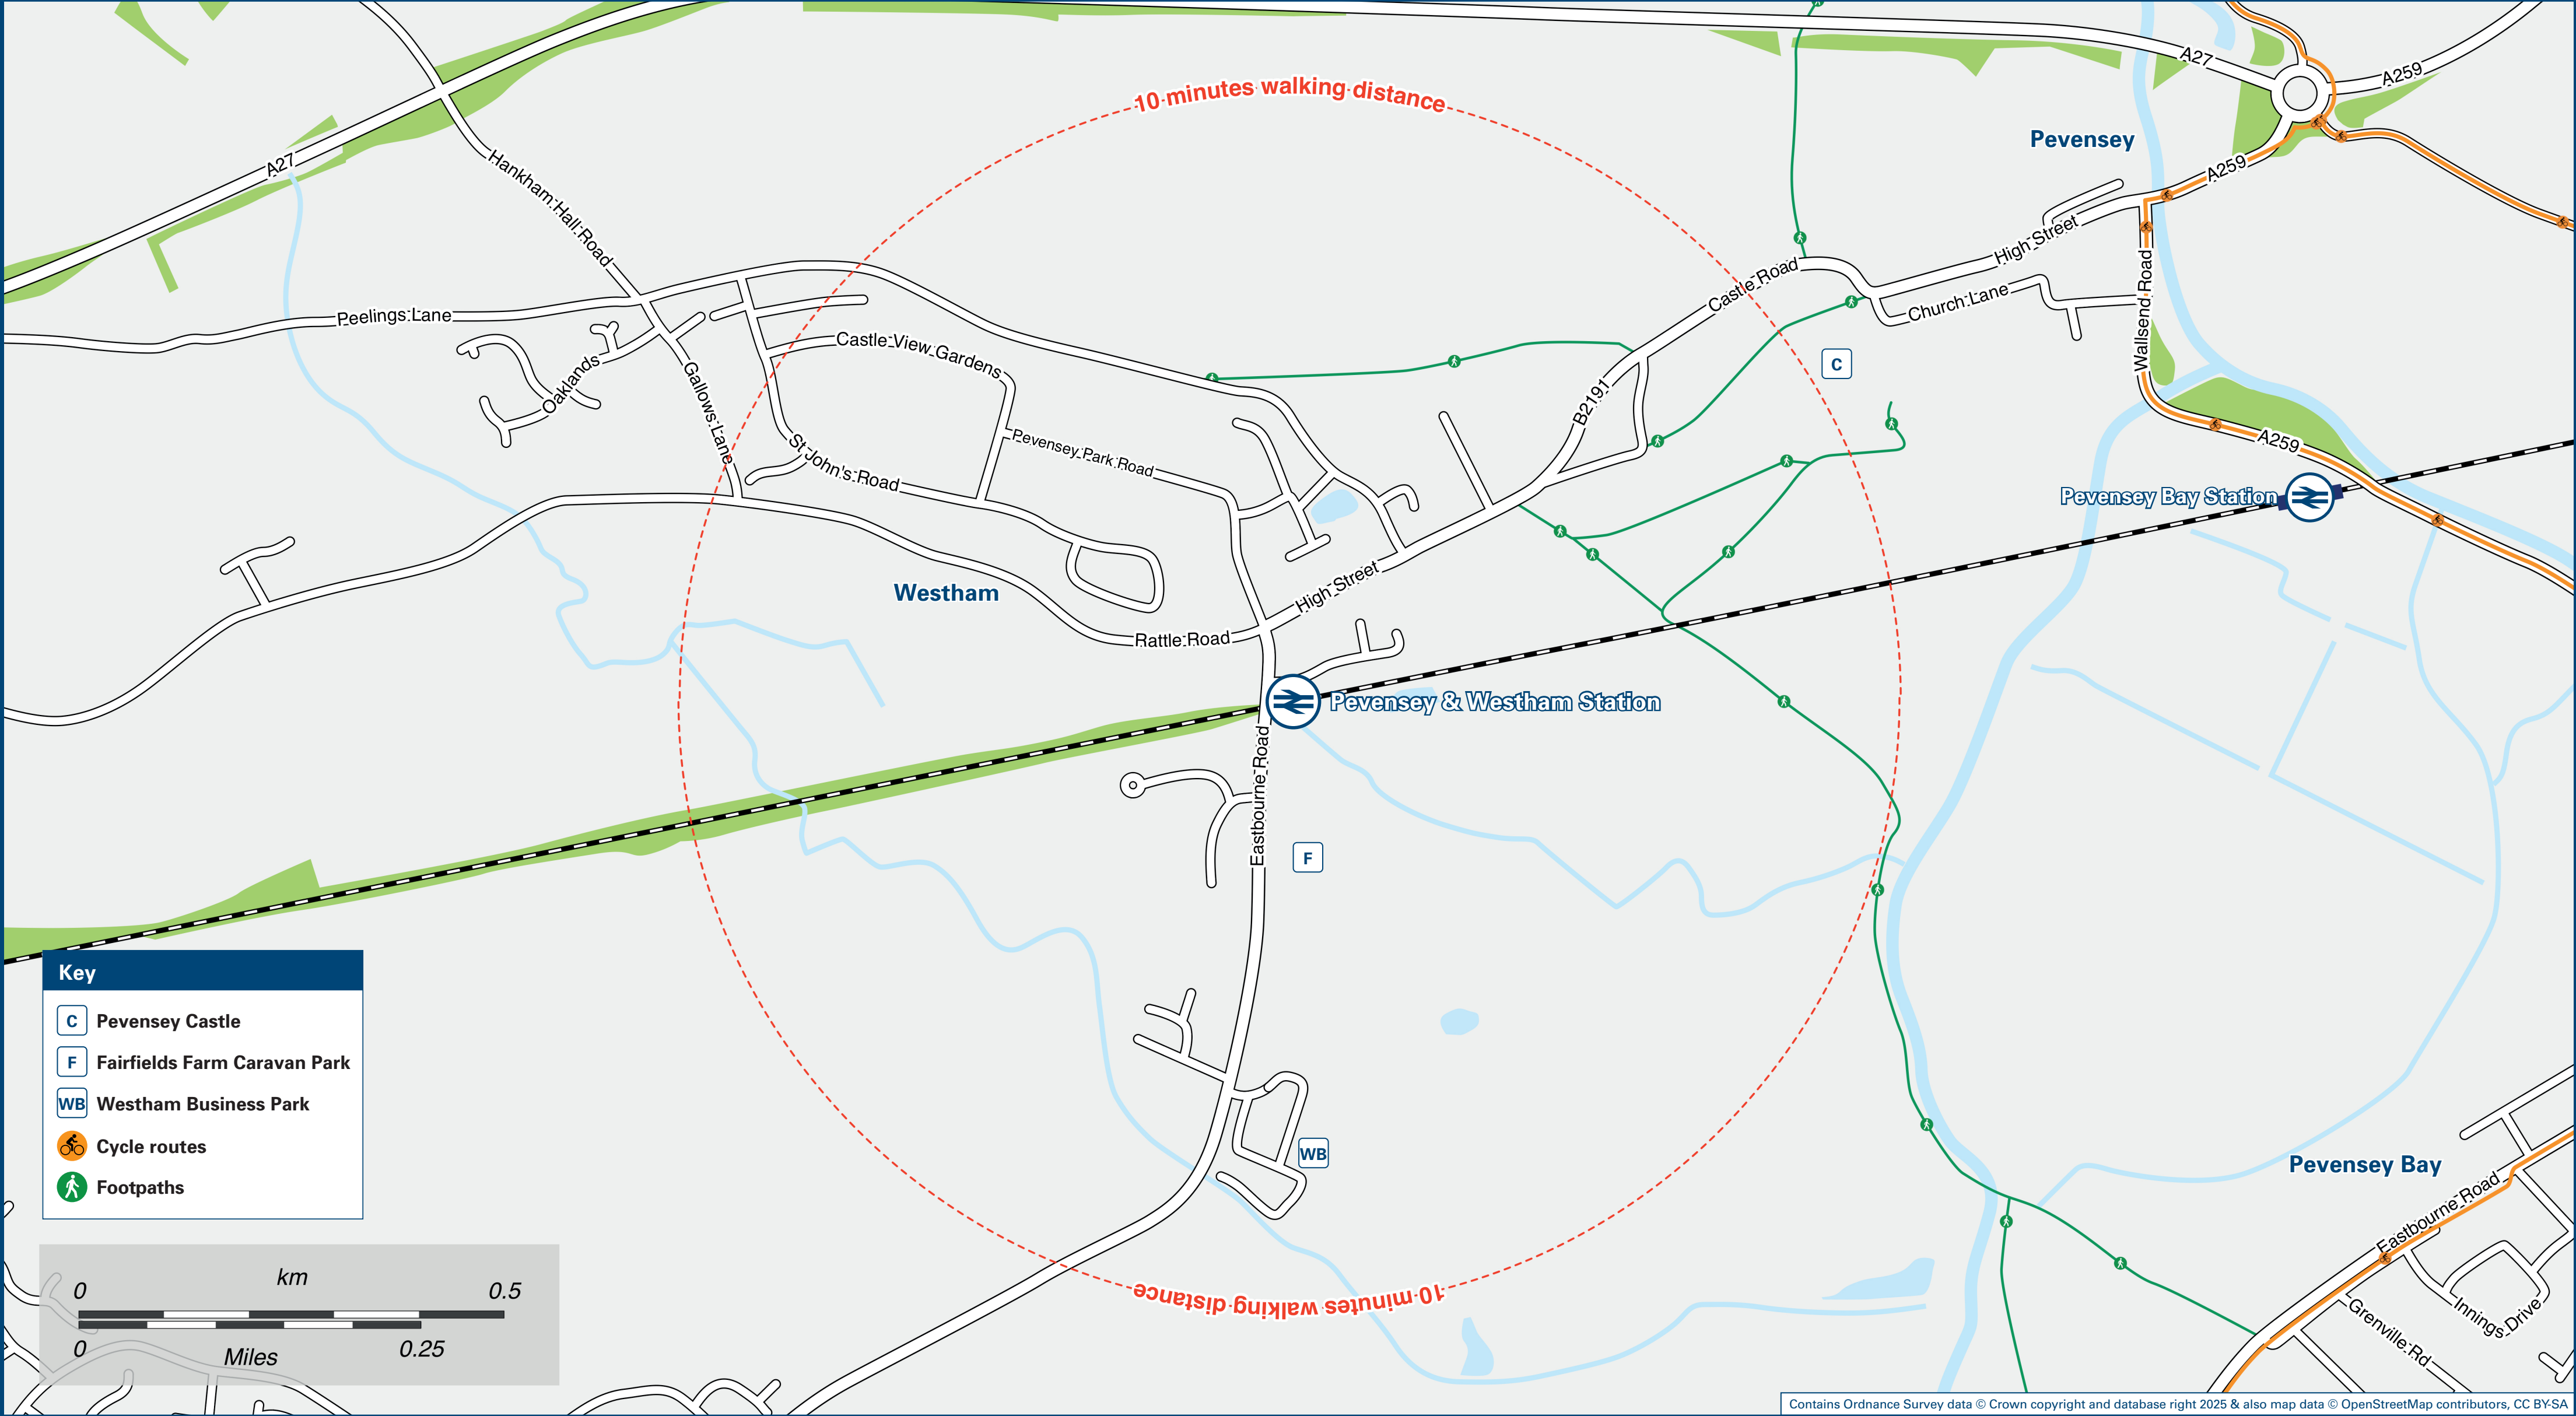 10 minutes walking distance
A27
A259
Pevensey
A27
A259
Hankham Hall Road
High Street
Castle Road
Church Lane
Wallsend Road
Peelings Lane
Castle View Gardens
C
Oaklands
Gallows Lane
B2191
Pevensey Park Road
St John's Road
A259
Pevensey Bay Station
Westham
High Street
Rattle Road
Pevensey & Westham Station
Eastbourne Road
F
WB
Pevensey Bay
Eastbourne Road
Innings Drive
Grenville Rd
10 minutes walking distance
Key
C Pevensey Castle
F Fairfields Farm Caravan Park
WB Westham Business Park
Cycle routes
Footpaths
km
0 0.5
0 0.25
Miles
Contains Ordnance Survey data © Crown copyright and database right 2025 & also map data © OpenStreetMap contributors, CC BY-SA